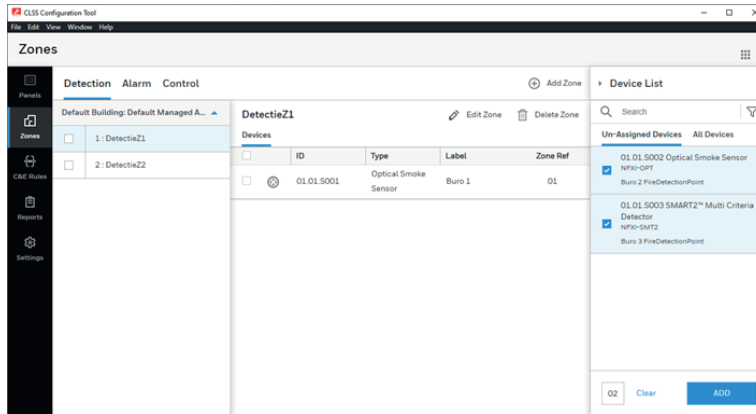 CLSS Configuration Tool
File Edit View Window Help
Zones
Panels
Zones
C&E Rules
Reports
Settings
Detection Alarm Control
Add Zone
Default Building: Default Managed A...
1 : DetectieZ1
2 : DetectieZ2
DetectieZ1
Edit Zone
Delete Zone
Devices
ID Type Label Zone Ref
01.01.S001 Optical Smoke Sensor Buro 1 01
Device List
Search
Un-Assigned Devices All Devices
01.01.S002 Optical Smoke Sensor
NFXI-OPT
Buro 2 FireDetectionPoint
01.01.S003 SMART2™ Multi Criteria
Detector
NFXI-SMT2
Buro 3 FireDetectionPoint
02 Clear ADD